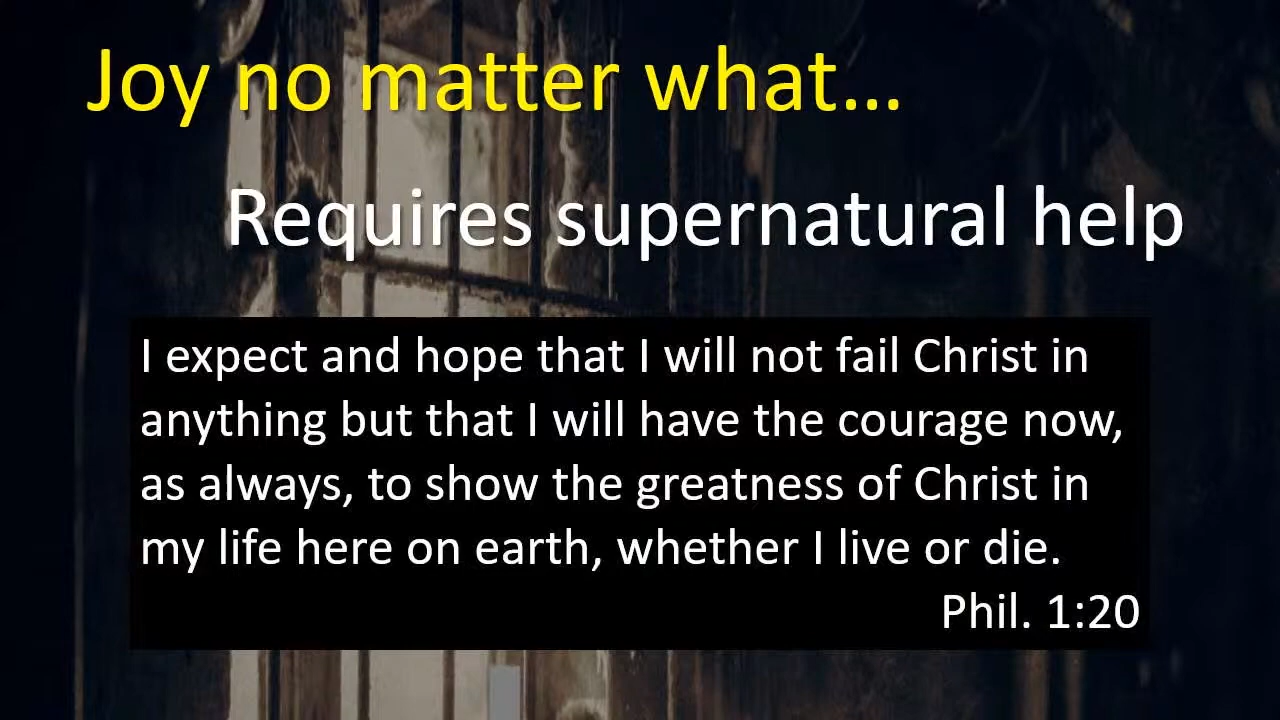 Joy no matter what...
Requires supernatural help
I expect and hope that I will not fail Christ in
anything but that I will have the courage now,
as always, to show the greatness of Christ in
my life here on earth, whether I live or die.
Phil. 1:20